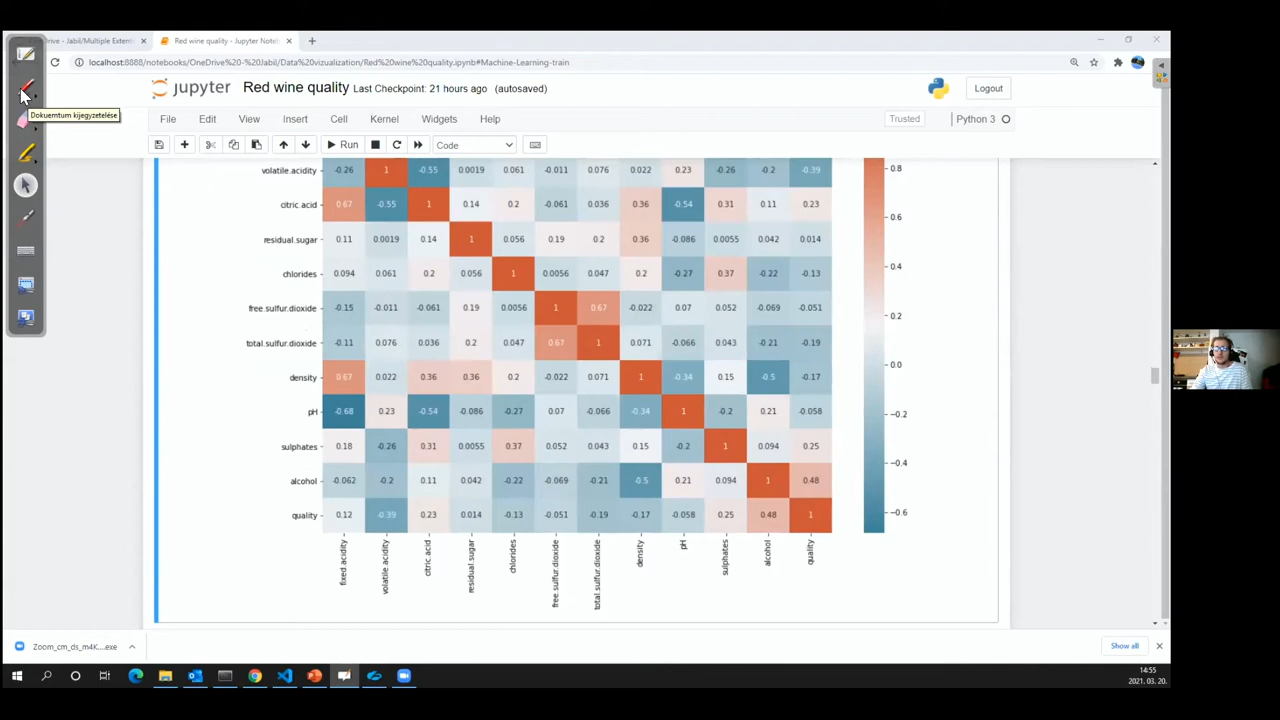 Drive - Jabil/Multiple Extent
Red wine quality - Jupyter Noteb
localhost:8888/notebooks/OneDrive%20-%20Jabil/Data%20vizualization/Red%20wine%20quality.ipynb#Machine-Learning-train
jupyter Red wine quality Last Checkpoint: 21 hours ago (autosaved)
Logout
Dokuemtum kijegyzetelése
File Edit View Insert Cell Kernel Widgets Help
Trusted Python 3
Run
Code
volatile.acidity -0.26 1 -0.55 0.0019 0.061 -0.011 0.076 0.022 0.23 -0.26 -0.2 -0.39
citric.acid 0.67 -0.55 1 0.14 0.2 -0.061 0.036 0.36 -0.54 0.31 0.11 0.23
residual.sugar 0.11 0.0019 0.14 1 0.056 0.19 0.2 0.36 -0.086 0.0055 0.042 0.014
chlorides 0.094 0.061 0.2 0.056 1 0.0056 0.047 0.2 -0.27 0.37 -0.22 -0.13
free.sulfur.dioxide -0.15 -0.011 -0.061 0.19 0.0056 1 0.67 -0.022 0.07 0.052 -0.069 -0.051
total.sulfur.dioxide -0.11 0.076 0.036 0.2 0.047 0.67 1 0.071 -0.066 0.043 -0.21 -0.19
density 0.67 0.022 0.36 0.36 0.2 -0.022 0.071 1 -0.34 0.15 -0.5 -0.17
pH -0.68 0.23 -0.54 -0.086 -0.27 0.07 -0.066 -0.34 1 -0.2 0.21 -0.058
sulphates 0.18 -0.26 0.31 0.0055 0.37 0.052 0.043 0.15 -0.2 1 0.094 0.25
alcohol -0.062 -0.2 0.11 0.042 -0.22 -0.069 -0.21 -0.5 0.21 0.094 1 0.48
quality 0.12 -0.39 0.23 0.014 -0.13 -0.051 -0.19 -0.17 -0.058 0.25 0.48 1
fixed.acidity
volatile.acidity
citric.acid
residual.sugar
chlorides
free.sulfur.dioxide
total.sulfur.dioxide
density
pH
sulphates
alcohol
quality
0.8
0.6
0.4
0.2
0.0
-0.2
-0.4
-0.6
Zoom_cm_ds_m4K....exe
Show all
14:55
2021. 03. 20.